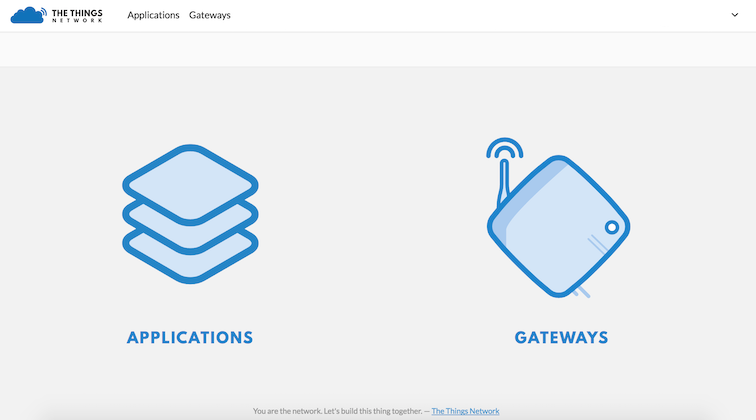 THE THINGS
NETWORK
Applications Gateways
APPLICATIONS
GATEWAYS
You are the network. Let's build this thing together. — The Things Network